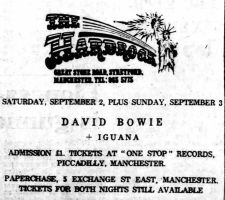 THE
HARDROCK
GREAT STONE ROAD, STRETFORD,
MANCHESTER. TEL:
SATURDAY, SEPTEMBER 2, PLUS SUNDAY, SEPTEMBER 3
DAVID BOWIE
+ IGUANA
ADMISSION £1. TICKETS AT "ONE STOP" RECORDS,
PICCADILLY, MANCHESTER.
PAPERCHASE, 5 EXCHANGE ST EAST, MANCHESTER.
TICKETS FOR BOTH NIGHTS STILL AVAILABLE